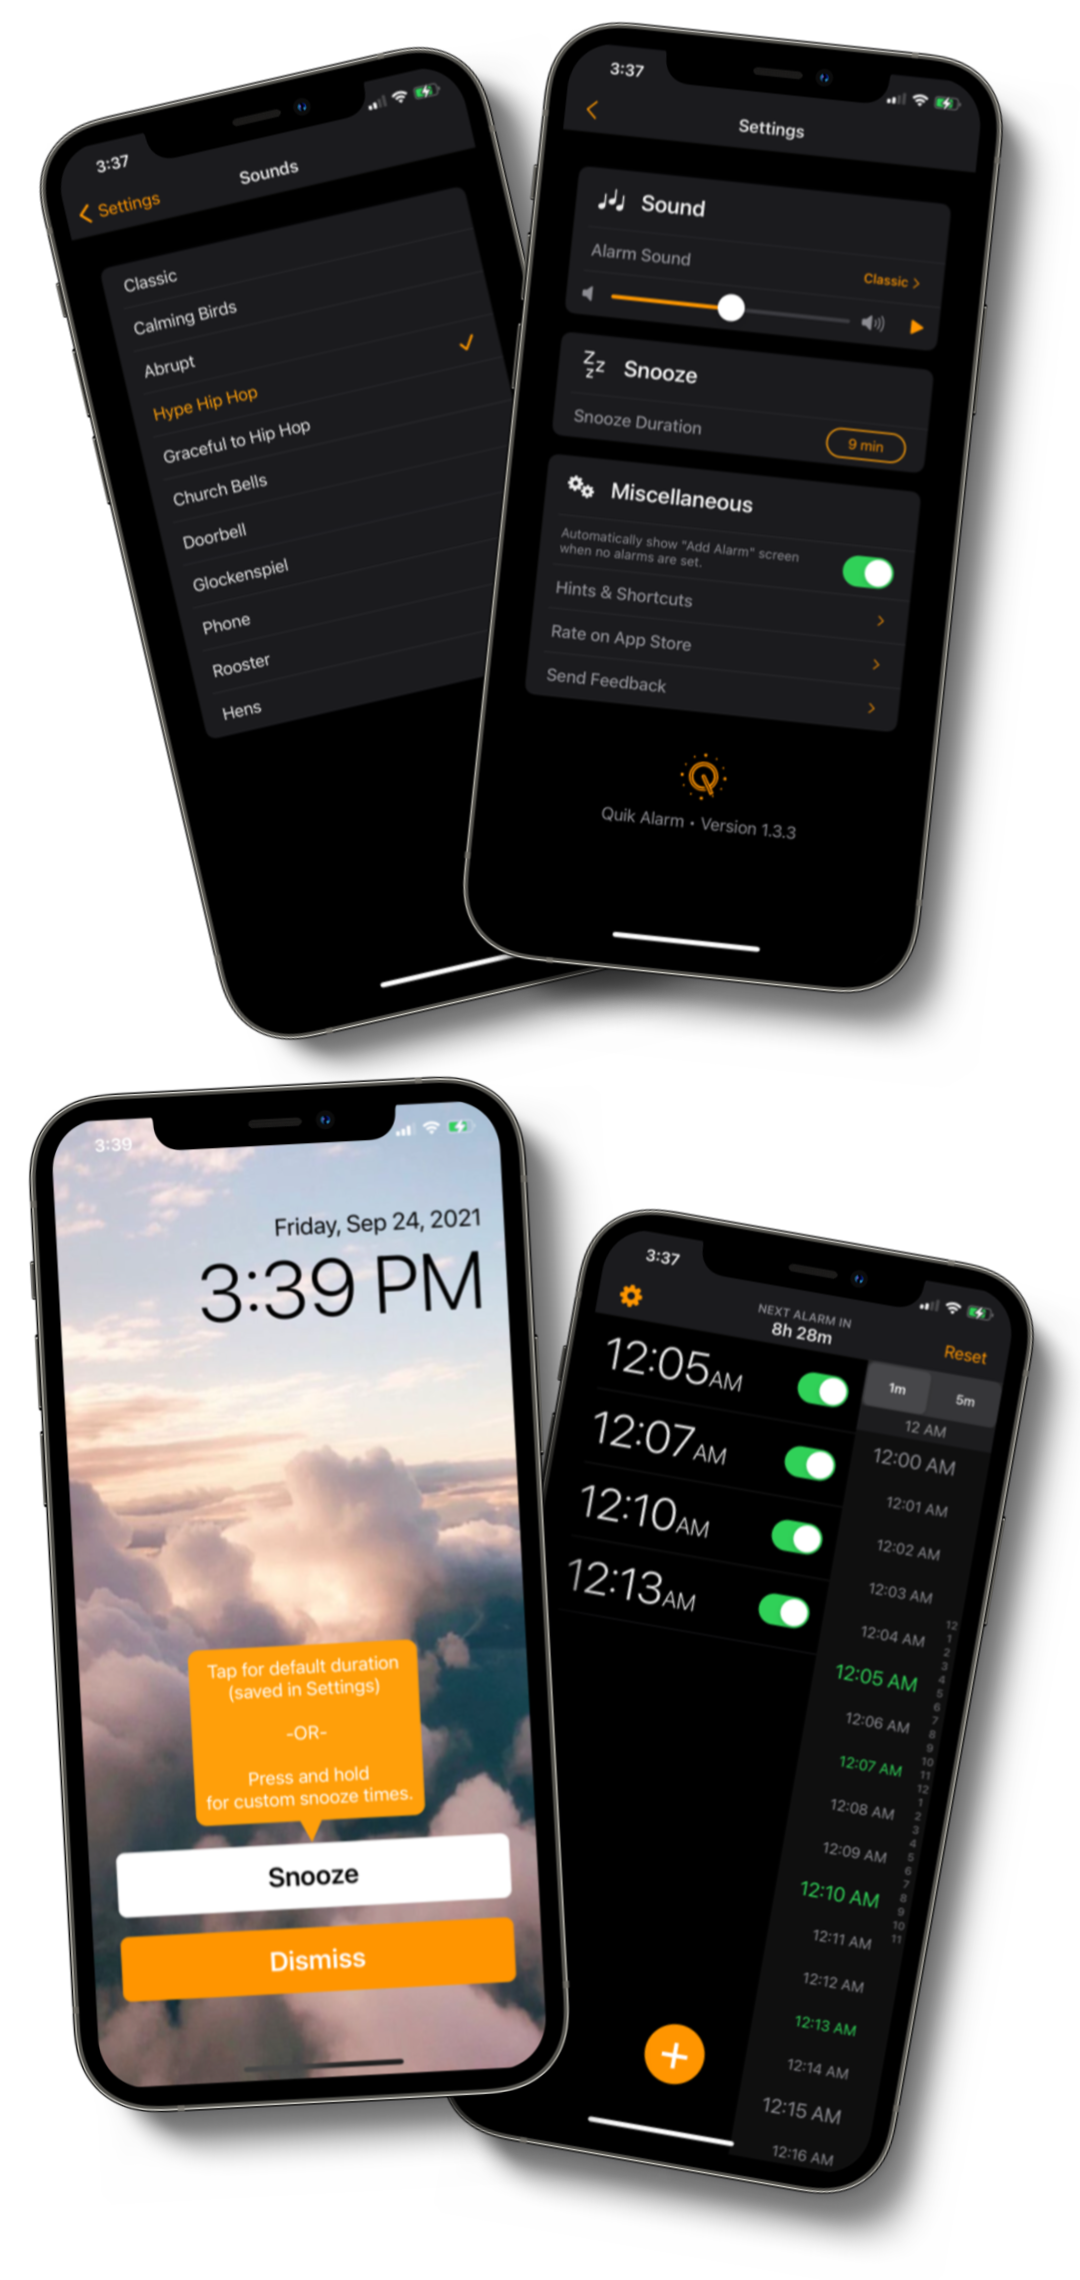 3:37
Settings
Sounds
Classic
Calming Birds
Abrupt
Hype Hip Hop
Graceful to Hip Hop
Church Bells
Doorbell
Glockenspiel
Phone
Rooster
Hens
3:37
Settings
Sound
Alarm Sound
Classic
Zzz
Snooze
Snooze Duration
9 min
Miscellaneous
Automatically show "Add Alarm" screen
when no alarms are set.
Hints & Shortcuts
Rate on App Store
Send Feedback
Quik Alarm • Version 1.3.3
3:39
Friday, Sep 24, 2021
3:39 PM
Tap for default duration
(saved in Settings)
-OR-
Press and hold
for custom snooze times.
Snooze
Dismiss
3:37
NEXT ALARM IN
8h 28m
Reset
12:05AM
12:07AM
12:10AM
12:13AM
1m
5m
12 AM
12:00 AM
12:01 AM
12:02 AM
12:03 AM
12:04 AM
12:05 AM
12:06 AM
12:07 AM
12:08 AM
12:09 AM
12:10 AM
12:11 AM
12:12 AM
12:13 AM
12:14 AM
12:15 AM
12:16 AM
12
1
2
3
4
5
6
7
8
9
10
11
12
1
2
3
4
5
6
7
8
9
10
11